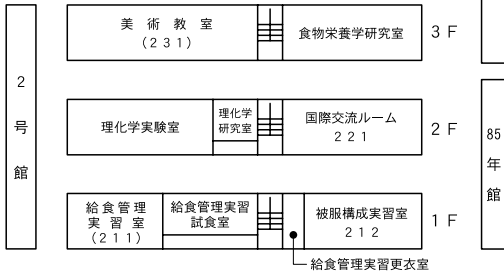 2号館
美術教室
(231)
食物栄養学研究室
3F
理化学実験室
理化学
研究室
国際交流ルーム
221
2F
給食管理
実習室
(211)
給食管理実習
試食室
被服構成実習室
212
1F
給食管理実習更衣室
85年館